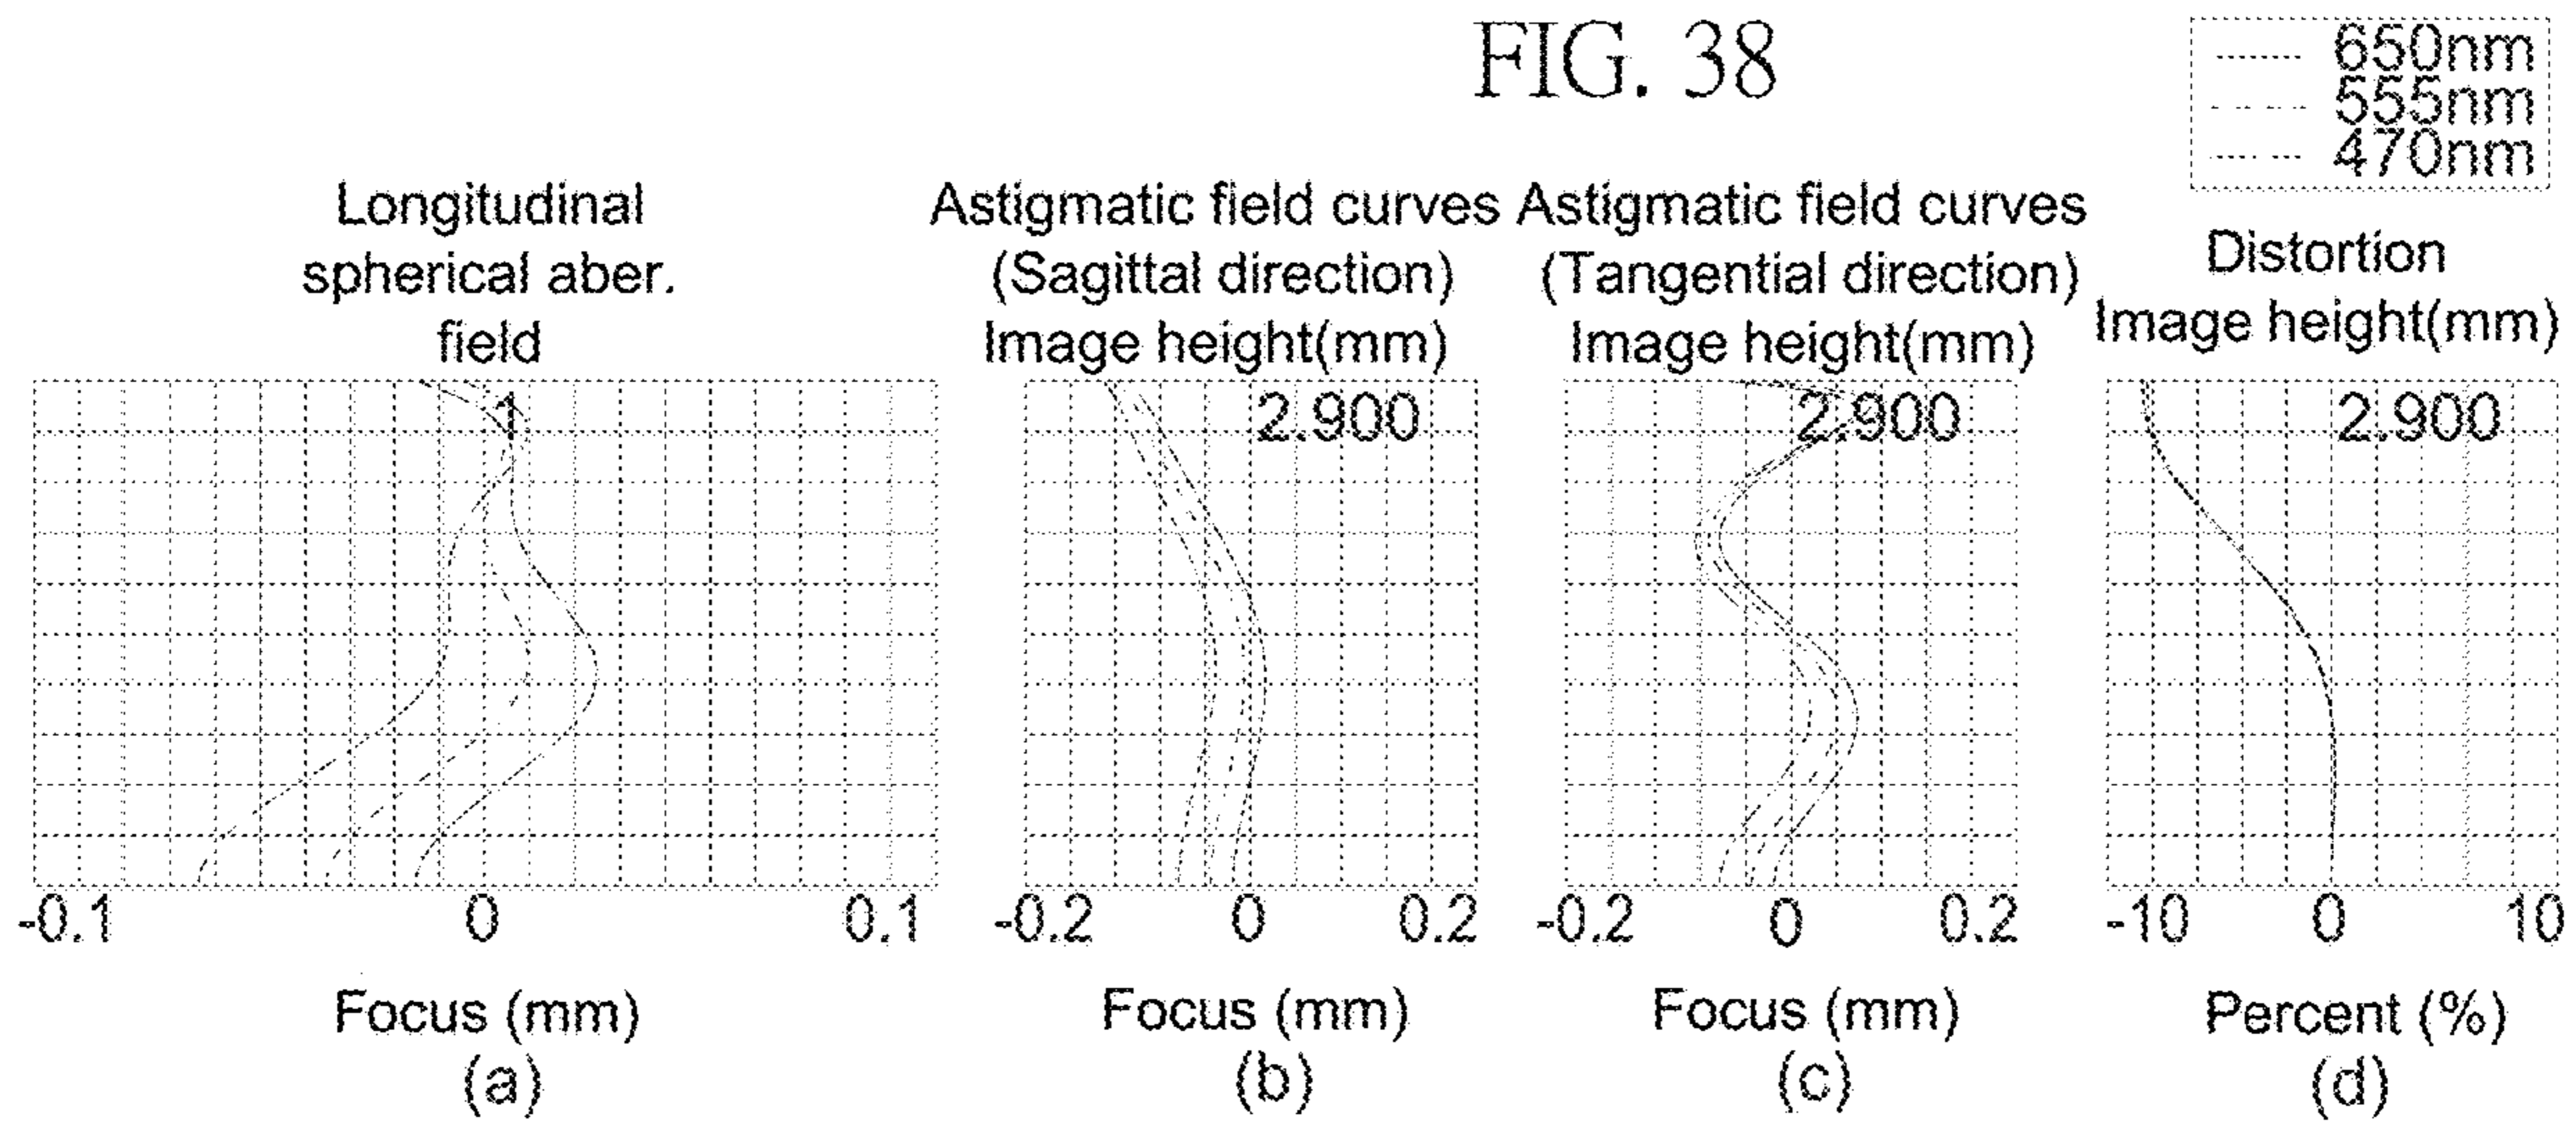 FIG. 38
650nm
555nm
470nm
Longitudinal
spherical aber.
field
1
-0.1 0 0.1
Focus (mm)
(a)
Astigmatic field curves
(Sagittal direction)
Image height(mm)
2.900
-0.2 0 0.2
Focus (mm)
(b)
Astigmatic field curves
(Tangential direction)
Image height(mm)
2.900
-0.2 0 0.2
Focus (mm)
(c)
Distortion
Image height(mm)
2.900
-10 0 10
Percent (%)
(d)